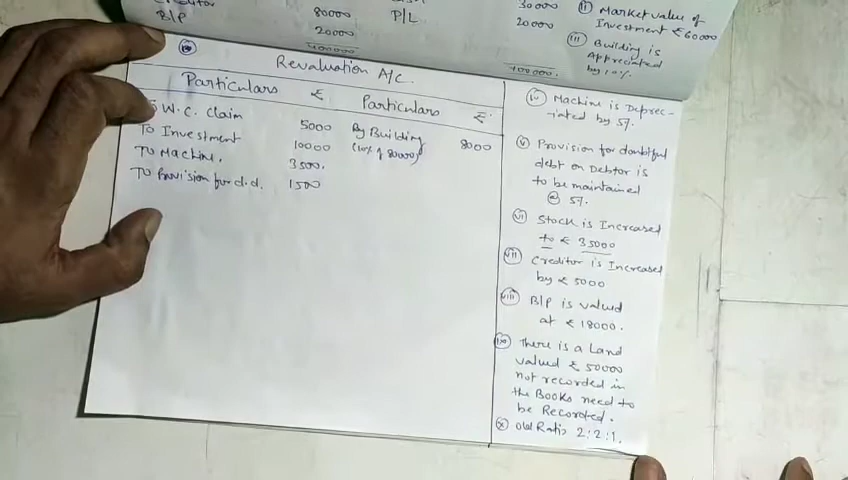 B/P
80000
20000
400000
P/L
30000
20000
400000
(ii) Market value of
Investment ₹ 60000
(iii) Building is
Appreciated
by 10%.
Revaluation A/C.
Particulars ₹ Particulars ₹
W.C. Claim 5000 By Building 8000
To Investment 10000 (10% of 80000)
To Machine. 3500.
To Provision for d.d. 1500
(iv) Machine is Deprec-
iated by 5%.
(v) Provision for doubtful
debt on Debtor is
to be maintained
@ 5%.
(vi) Stock is Increased
to ₹ 35000
(vii) Creditor is Increased
by ₹ 5000
(viii) B/P is valued
at ₹ 18000.
(ix) There is a Land
valued ₹ 50000
not recorded in
the Books need to
be Recorded.
(x) Old Ratio 2:2:1.